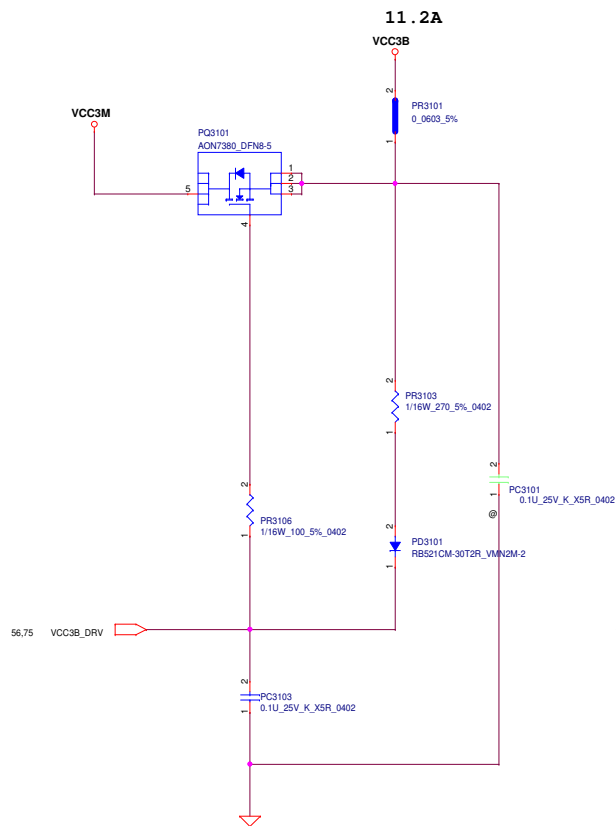 11.2A
VCC3B
2
PR3101
0_0603_5%
1
VCC3M
PQ3101
AON7380_DFN8-5
5
1
2
3
4
2
PR3103
1/16W_270_5%_0402
1
2
PC3101
0.1U_25V_K_X5R_0402
1
@
2
PR3106
1/16W_100_5%_0402
1
2
PD3101
RB521CM-30T2R_VMN2M-2
1
56,75 VCC3B_DRV
2
PC3103
0.1U_25V_K_X5R_0402
1